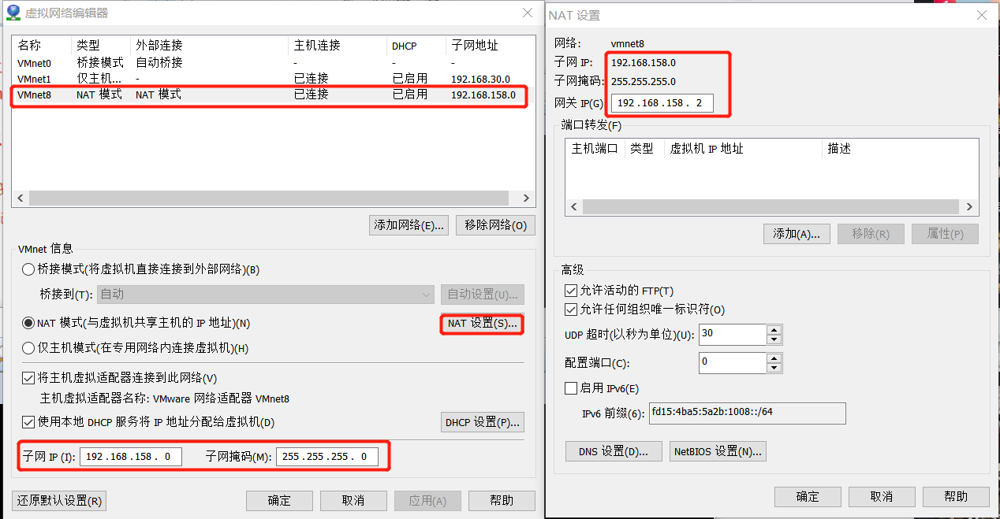 虚拟网络编辑器
名称 类型 外部连接 主机连接 DHCP 子网地址
VMnet0 桥接模式 自动桥接 - - -
VMnet1 仅主机... - 已连接 已启用 192.168.30.0
VMnet8 NAT 模式 NAT 模式 已连接 已启用 192.168.158.0
添加网络(E)... 移除网络(O)
VMnet 信息
桥接模式(将虚拟机直接连接到外部网络)(B)
桥接到(T): 自动 自动设置(U)...
NAT 模式(与虚拟机共享主机的 IP 地址)(N) NAT 设置(S)...
仅主机模式(在专用网络内连接虚拟机)(H)
将主机虚拟适配器连接到此网络(V)
主机虚拟适配器名称: VMware 网络适配器 VMnet8
使用本地 DHCP 服务将 IP 地址分配给虚拟机(D) DHCP 设置(P)...
子网 IP (I): 192.168.158. 0 子网掩码(M): 255.255.255. 0
还原默认设置(R) 确定 取消 应用(A) 帮助
NAT 设置
网络: vmnet8
子网 IP: 192.168.158.0
子网掩码: 255.255.255.0
网关 IP(G) 192.168.158. 2
端口转发(F)
主机端口 类型 虚拟机 IP 地址 描述
添加(A)... 移除(R) 属性(P)
高级
允许活动的 FTP(T)
允许任何组织唯一标识符(O)
UDP 超时(以秒为单位)(U): 30
配置端口(C): 0
启用 IPv6(E)
IPv6 前缀(6): fd15:4ba5:5a2b:1008::/64
DNS 设置(D)... NetBIOS 设置(N)...
确定 取消 帮助